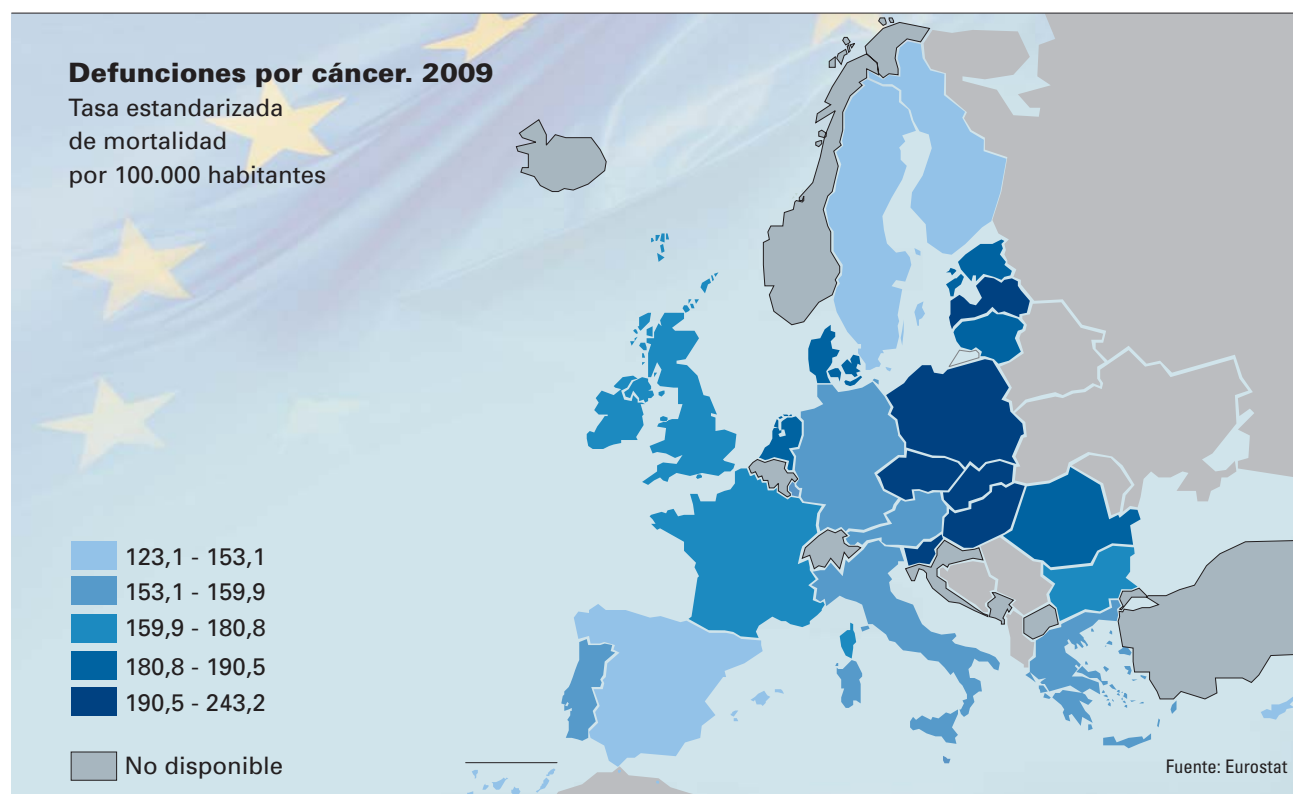 Defunciones por cáncer. 2009
Tasa estandarizada
de mortalidad
por 100.000 habitantes
123,1 - 153,1
153,1 - 159,9
159,9 - 180,8
180,8 - 190,5
190,5 - 243,2
No disponible
Fuente: Eurostat